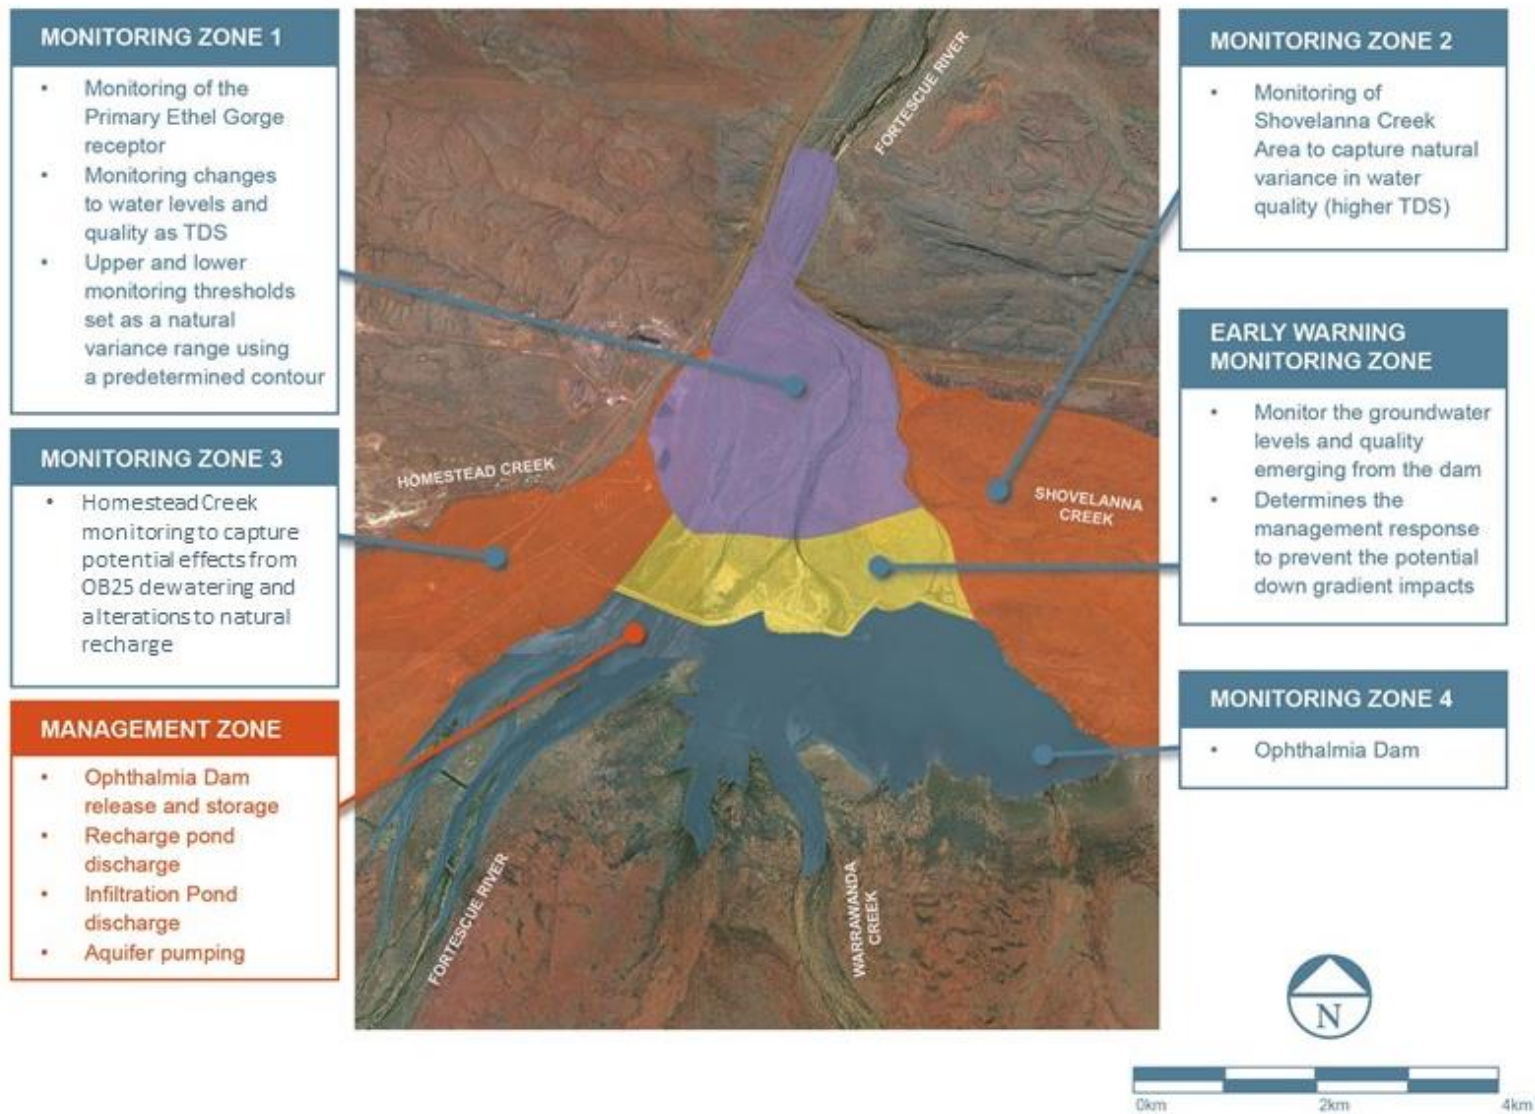 MONITORING ZONE 1
• Monitoring of the
Primary Ethel Gorge
receptor
• Monitoring changes
to water levels and
quality as TDS
• Upper and lower
monitoring thresholds
set as a natural
variance range using
a predetermined contour
MONITORING ZONE 3
• Homestead Creek
monitoring to capture
potential effects from
OB25 dewatering and
alterations to natural
recharge
MANAGEMENT ZONE
• Ophthalmia Dam
release and storage
• Recharge pond
discharge
• Infiltration Pond
discharge
• Aquifer pumping
FORTESCUE RIVER
HOMESTEAD CREEK
SHOVELANNA
CREEK
FORTESCUE RIVER
WARRAWANDA
CREEK
MONITORING ZONE 2
• Monitoring of
Shovelanna Creek
Area to capture natural
variance in water
quality (higher TDS)
EARLY WARNING
MONITORING ZONE
• Monitor the groundwater
levels and quality
emerging from the dam
• Determines the
management response
to prevent the potential
down gradient impacts
MONITORING ZONE 4
• Ophthalmia Dam
N
0km 2km 4km